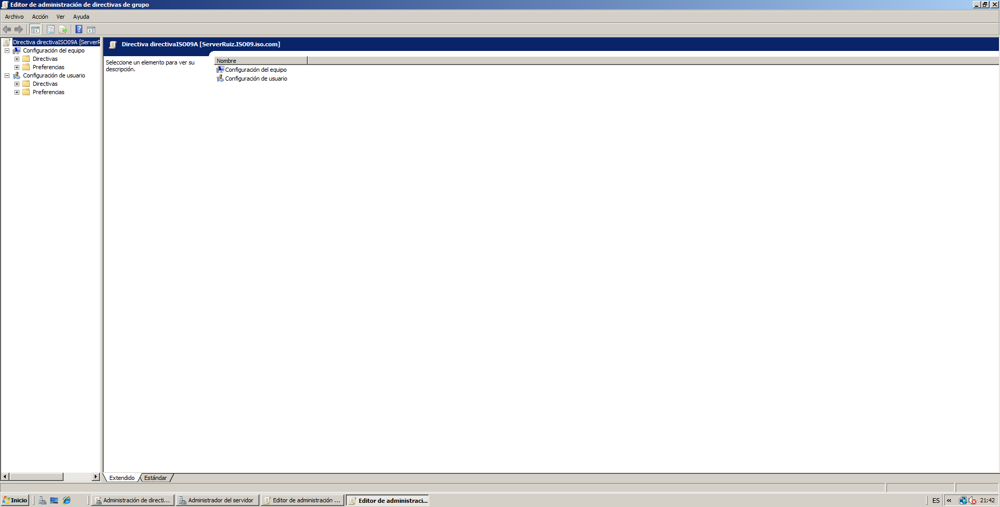 Editor de administración de directivas de grupo
Archivo Acción Ver Ayuda
Directiva directivaISO09A [ServerR
Configuración del equipo
Directivas
Preferencias
Configuración de usuario
Directivas
Preferencias
Directiva directivaISO09A [ServerRuiz.ISO09.iso.com]
Seleccione un elemento para ver su
descripción.
Nombre
Configuración del equipo
Configuración de usuario
Extendido Estándar
Inicio Administración de directi... Administrador del servidor Editor de administración ... Editor de administraci... ES « 21:42